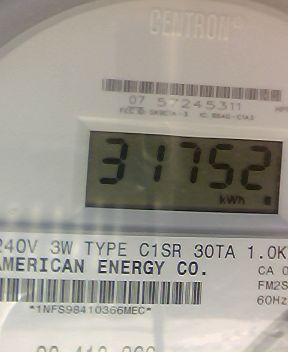 CENTRON®
07 57245311
31752
kWh
240V 3W TYPE C1SR 30TA 1.0K
AMERICAN ENERGY CO.
CA 0
FM2S
60Hz
*1NFS98410366MEC*